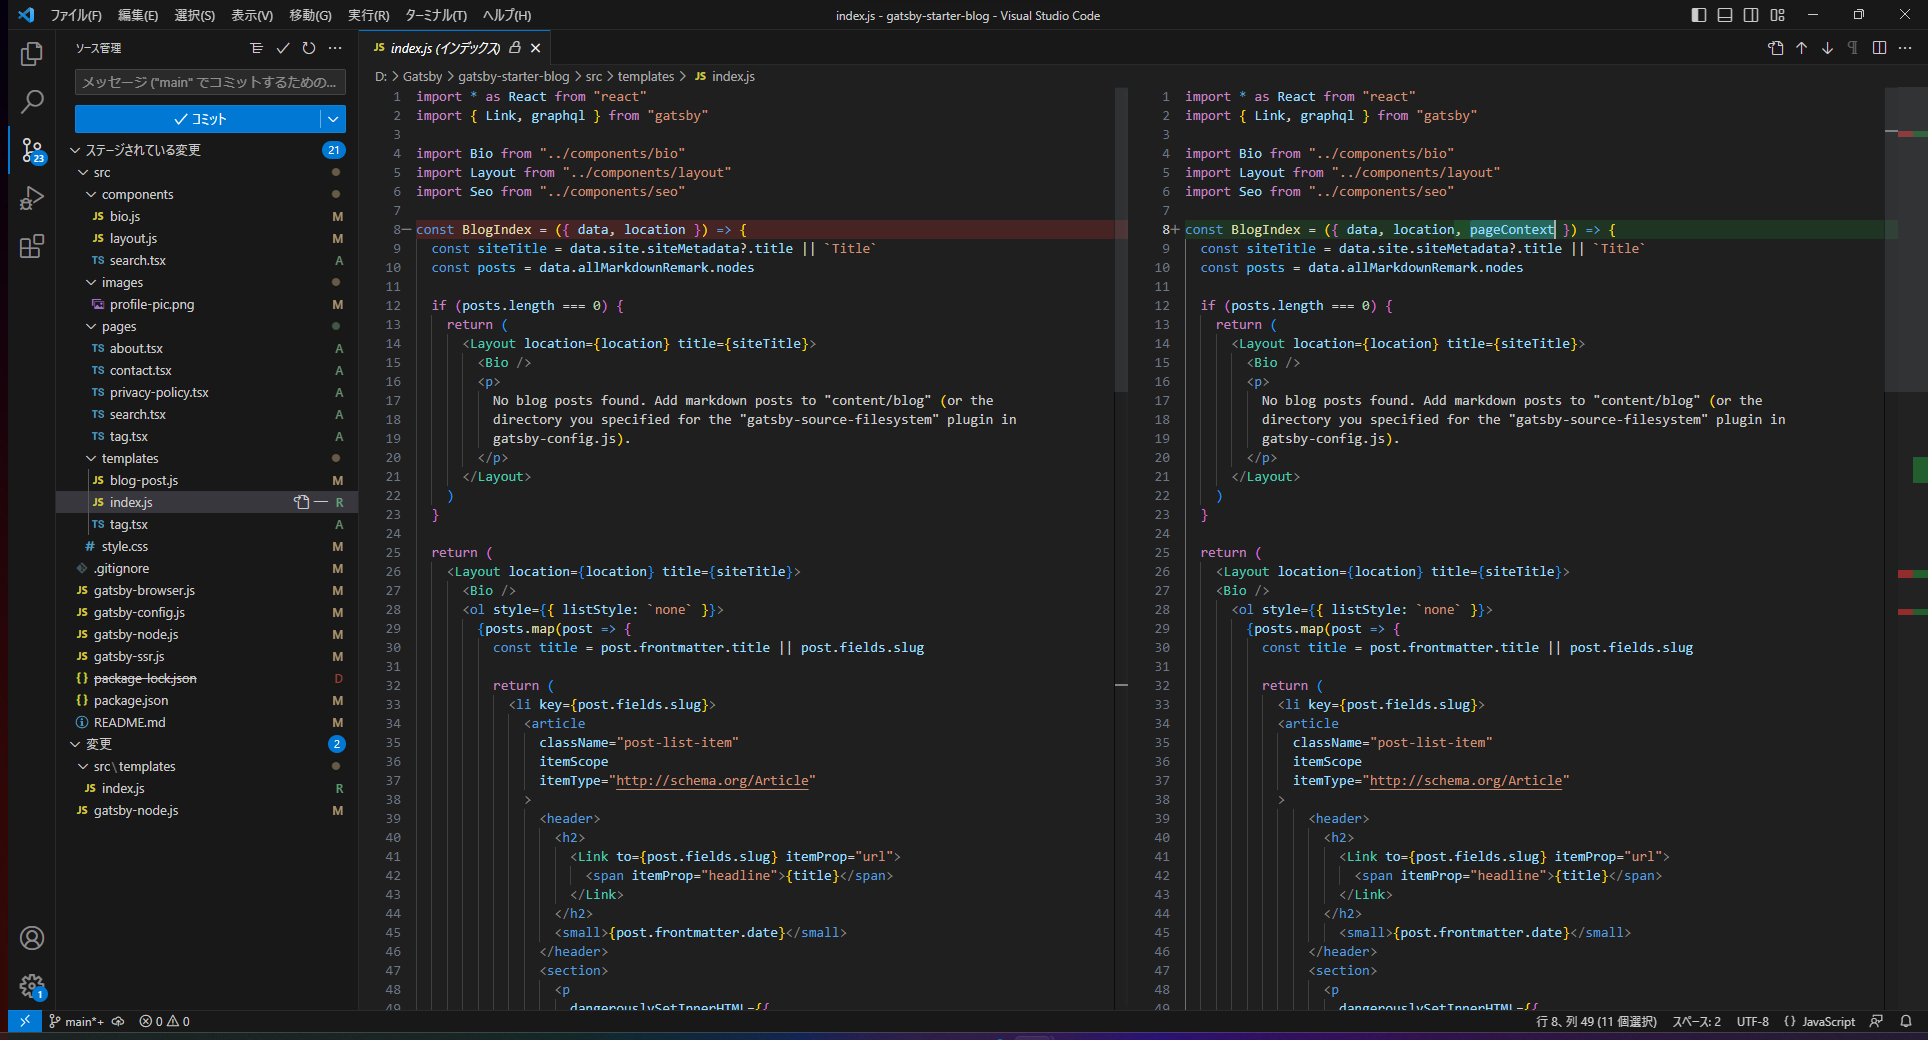 ファイル(F) 編集(E) 選択(S) 表示(V) 移動(G) 実行(R) ターミナル(T) ヘルプ(H)
index.js - gatsby-starter-blog - Visual Studio Code
ソース管理
メッセージ ("main" でコミットするための...
コミット
ステージされている変更 21
src
components
JS bio.js M
JS layout.js M
TS search.tsx A
images
profile-pic.png M
pages
TS about.tsx A
TS contact.tsx A
TS privacy-policy.tsx A
TS search.tsx A
TS tag.tsx A
templates
JS blog-post.js M
JS index.js R
TS tag.tsx A
# style.css M
.gitignore M
JS gatsby-browser.js M
JS gatsby-config.js M
JS gatsby-node.js M
JS gatsby-ssr.js M
{} package-lock.json D
{} package.json M
README.md M
変更 2
src\templates
JS index.js R
JS gatsby-node.js M
23
1
JS index.js (インデックス)
D: > Gatsby > gatsby-starter-blog > src > templates > JS index.js
1 import * as React from "react"
2 import { Link, graphql } from "gatsby"
3
4 import Bio from "../components/bio"
5 import Layout from "../components/layout"
6 import Seo from "../components/seo"
7
8− const BlogIndex = ({ data, location }) => {
9 const siteTitle = data.site.siteMetadata?.title || `Title`
10 const posts = data.allMarkdownRemark.nodes
11
12 if (posts.length === 0) {
13 return (
14 <Layout location={location} title={siteTitle}>
15 <Bio />
16 <p>
17 No blog posts found. Add markdown posts to "content/blog" (or the
18 directory you specified for the "gatsby-source-filesystem" plugin in
19 gatsby-config.js).
20 </p>
21 </Layout>
22 )
23 }
24
25 return (
26 <Layout location={location} title={siteTitle}>
27 <Bio />
28 <ol style={{ listStyle: `none` }}>
29 {posts.map(post => {
30 const title = post.frontmatter.title || post.fields.slug
31
32 return (
33 <li key={post.fields.slug}>
34 <article
35 className="post-list-item"
36 itemScope
37 itemType="http://schema.org/Article"
38 >
39 <header>
40 <h2>
41 <Link to={post.fields.slug} itemProp="url">
42 <span itemProp="headline">{title}</span>
43 </Link>
44 </h2>
45 <small>{post.frontmatter.date}</small>
46 </header>
47 <section>
48 <p
49 dangerouslySetInnerHTML={{
1 import * as React from "react"
2 import { Link, graphql } from "gatsby"
3
4 import Bio from "../components/bio"
5 import Layout from "../components/layout"
6 import Seo from "../components/seo"
7
8+ const BlogIndex = ({ data, location, pageContext }) => {
9 const siteTitle = data.site.siteMetadata?.title || `Title`
10 const posts = data.allMarkdownRemark.nodes
11
12 if (posts.length === 0) {
13 return (
14 <Layout location={location} title={siteTitle}>
15 <Bio />
16 <p>
17 No blog posts found. Add markdown posts to "content/blog" (or the
18 directory you specified for the "gatsby-source-filesystem" plugin in
19 gatsby-config.js).
20 </p>
21 </Layout>
22 )
23 }
24
25 return (
26 <Layout location={location} title={siteTitle}>
27 <Bio />
28 <ol style={{ listStyle: `none` }}>
29 {posts.map(post => {
30 const title = post.frontmatter.title || post.fields.slug
31
32 return (
33 <li key={post.fields.slug}>
34 <article
35 className="post-list-item"
36 itemScope
37 itemType="http://schema.org/Article"
38 >
39 <header>
40 <h2>
41 <Link to={post.fields.slug} itemProp="url">
42 <span itemProp="headline">{title}</span>
43 </Link>
44 </h2>
45 <small>{post.frontmatter.date}</small>
46 </header>
47 <section>
48 <p
49 dangerouslySetInnerHTML={{
main*+ 0 0
行 8、列 49 (11 個選択) スペース: 2 UTF-8 {} JavaScript